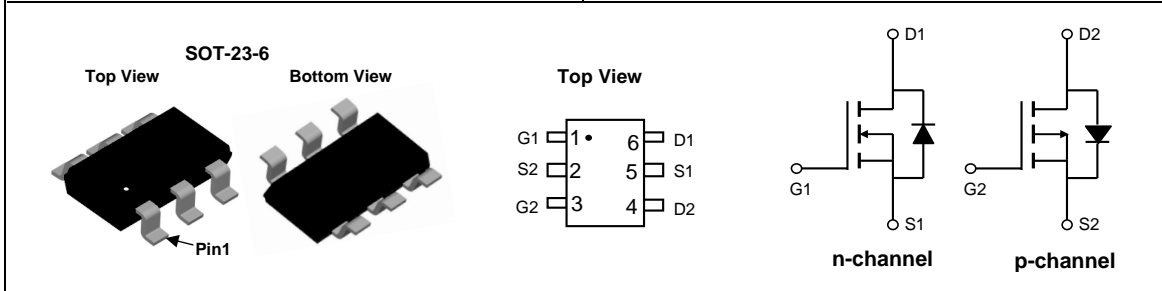 SOT-23-6
Top View
Bottom View
Pin1
Top View
G1 1 6 D1
S2 2 5 S1
G2 3 4 D2
D1
G1
S1
n-channel
D2
G2
S2
p-channel